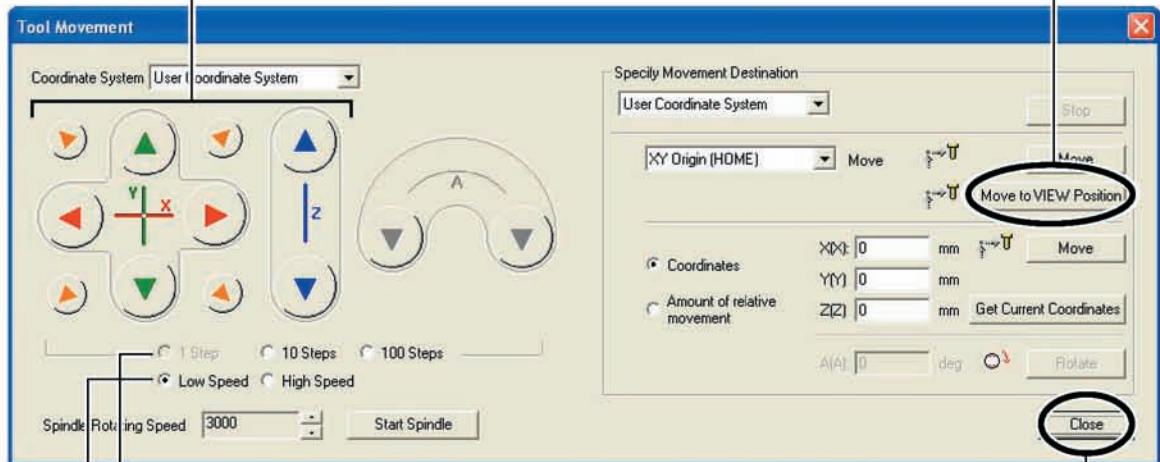 Tool Movement
Coordinate System User Coordinate System
Y
X
Z
A
1 Step 10 Steps 100 Steps
Low Speed High Speed
Spindle Rotating Speed 3000 Start Spindle
Specify Movement Destination
User Coordinate System Stop
XY Origin (HOME) Move Move
Move to VIEW Position
Coordinates
Amount of relative
movement
X(X): 0 mm Move
Y(Y) 0 mm
Z(Z) 0 mm Get Current Coordinates
A(A) 0 deg Rotate
Close